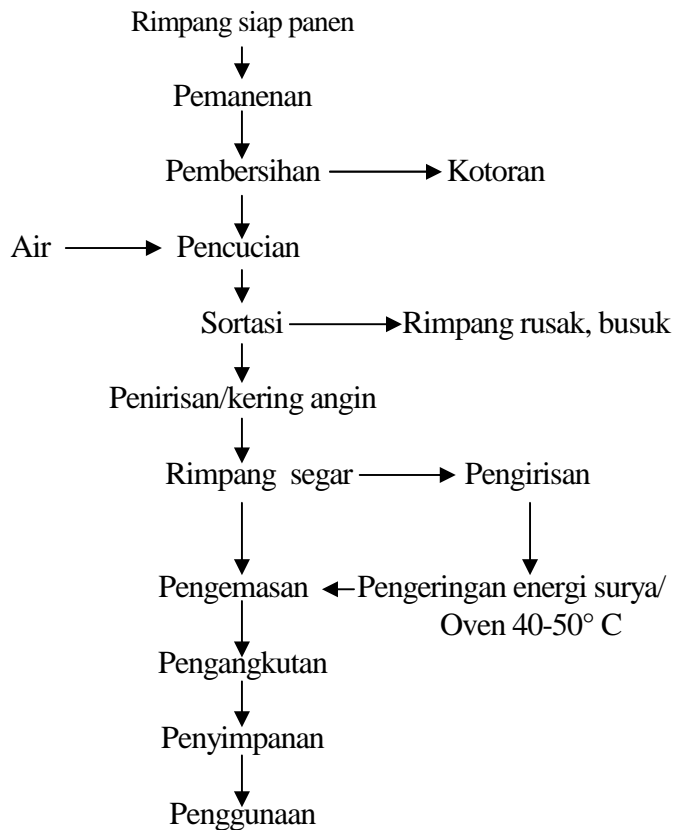 Rimpang siap panen
Pemanenan
Pembersihan
Kotoran
Air
Pencucian
Sortasi
Rimpang rusak, busuk
Penirisan/kering angin
Rimpang segar
Pengirisan
Pengemasan
Pengeringan energi surya/
Oven 40-50° C
Pengangkutan
Penyimpanan
Penggunaan